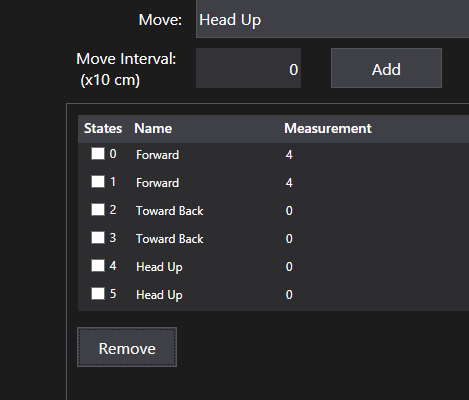 Move: Head Up
Move Interval: (x10 cm) 0 Add
States Name Measurement
0 Forward 4
1 Forward 4
2 Toward Back 0
3 Toward Back 0
4 Head Up 0
5 Head Up 0
Remove